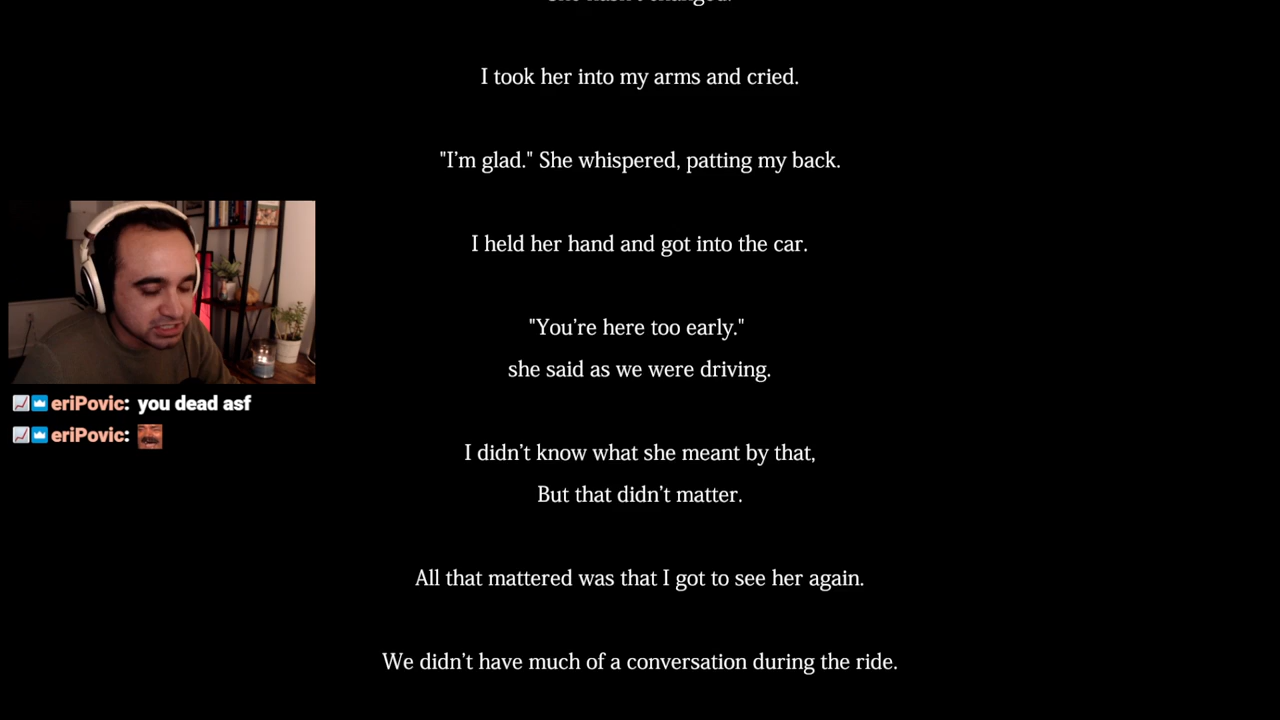 I took her into my arms and cried.
"I'm glad." She whispered, patting my back.
I held her hand and got into the car.
"You're here too early."
she said as we were driving.
I didn't know what she meant by that,
But that didn't matter.
All that mattered was that I got to see her again.
We didn't have much of a conversation during the ride.
eriPovic: you dead asf
eriPovic: